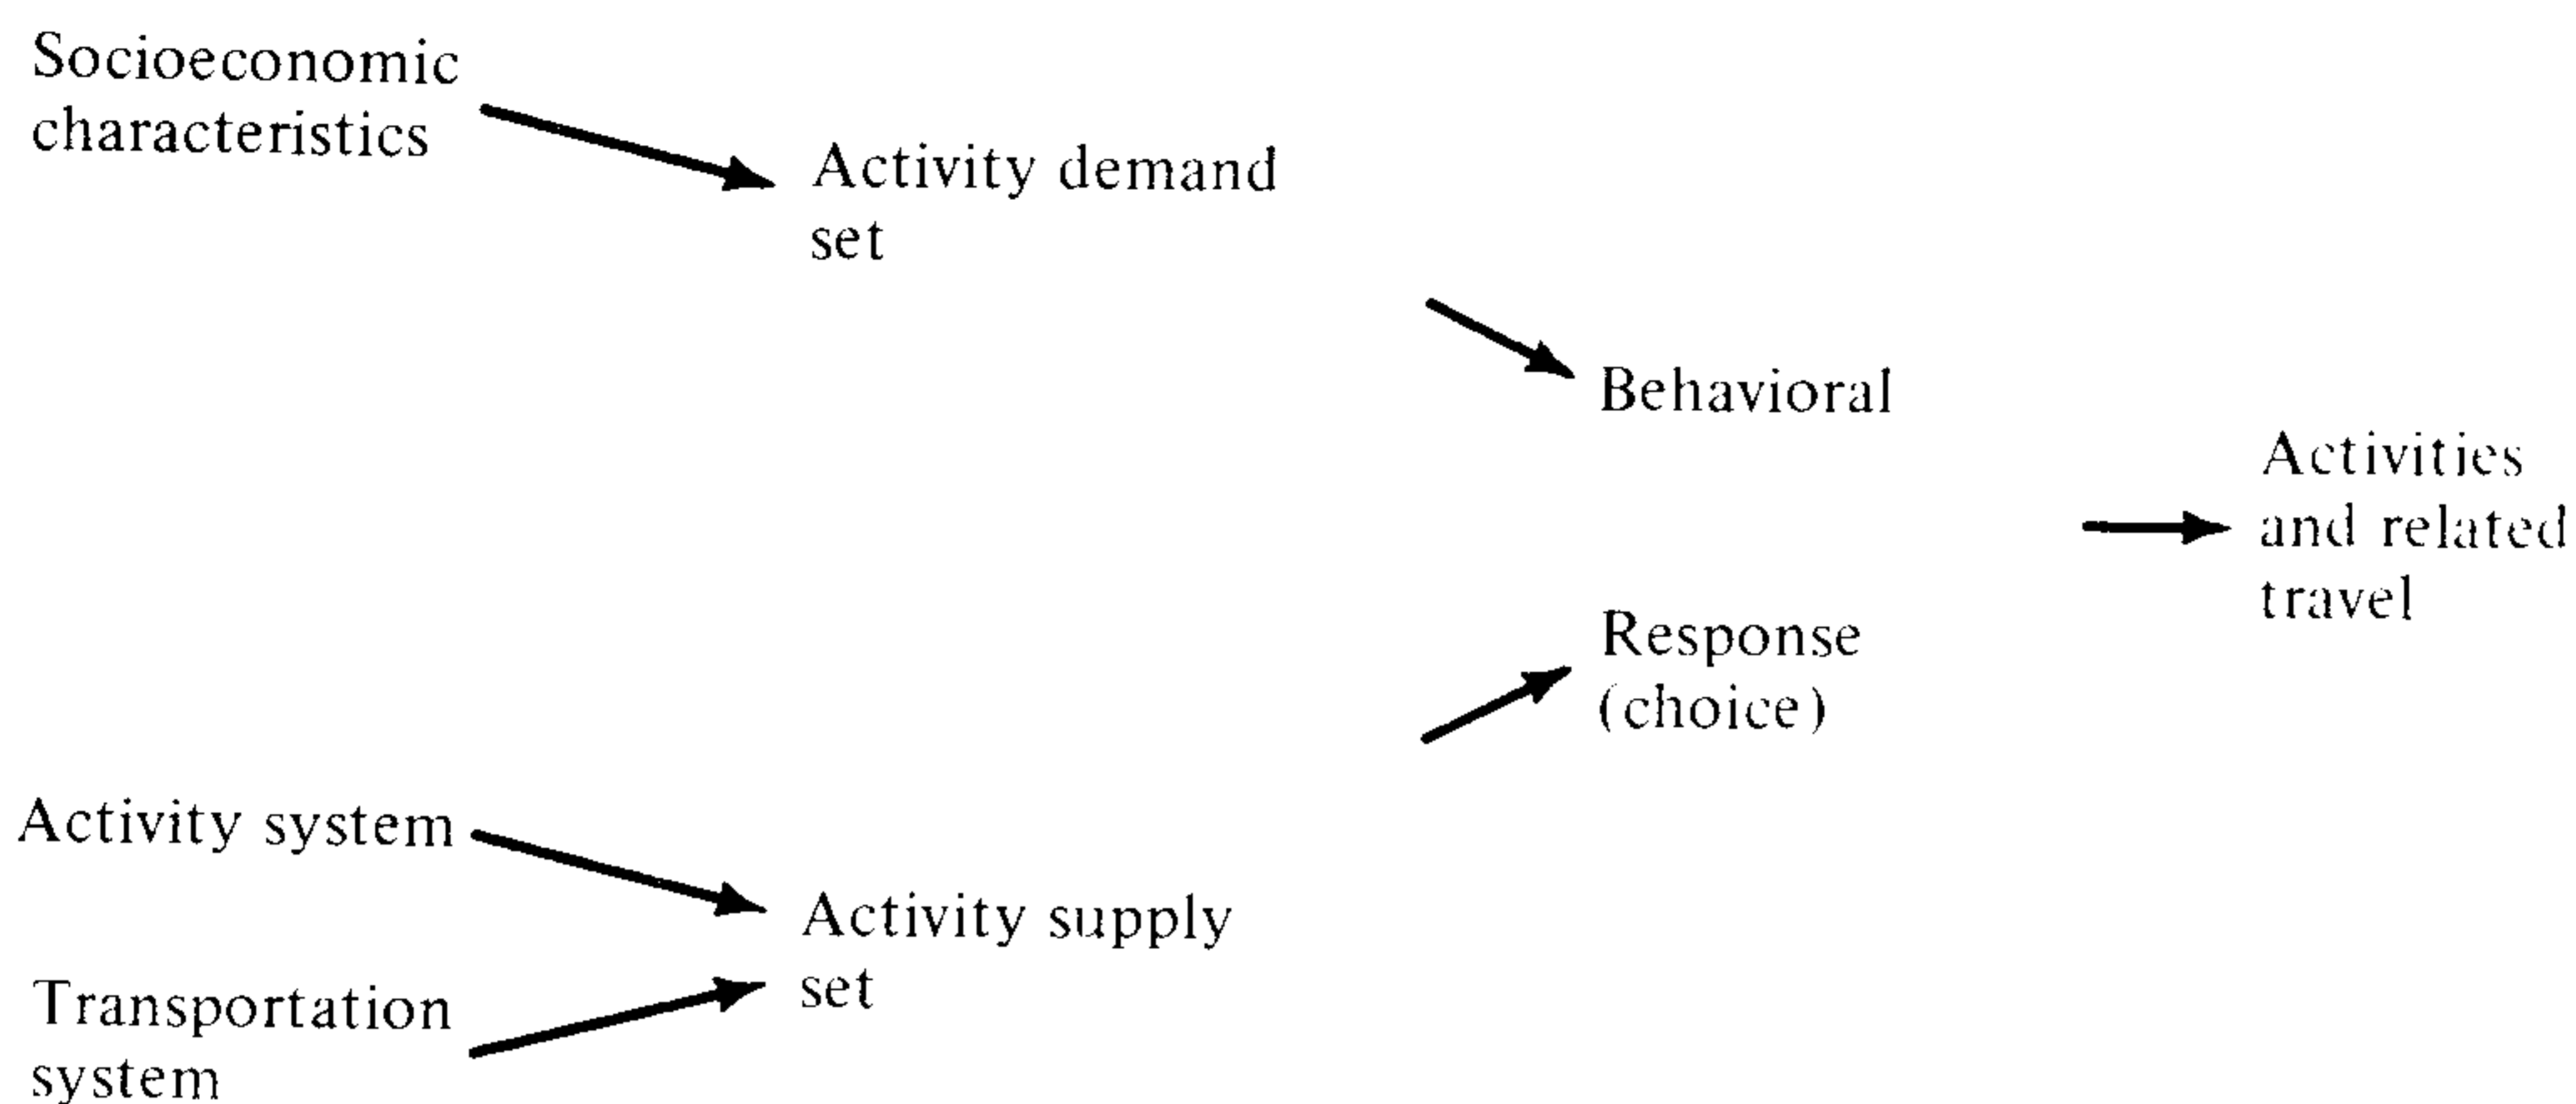 Socioeconomic
characteristics
Activity demand
set
Behavioral
Activities
and related
travel
Response
(choice)
Activity system
Activity supply
set
Transportation
system